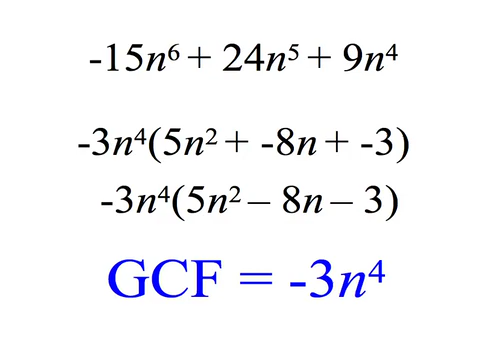 -15n⁶ + 24n⁵ + 9n⁴
-3n⁴(5n² + -8n + -3)
-3n⁴(5n² – 8n – 3)
GCF = -3n⁴